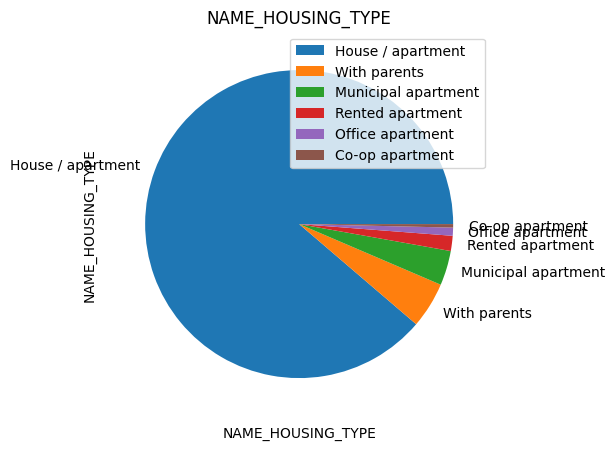 NAME_HOUSING_TYPE
House / apartment
With parents
Municipal apartment
Rented apartment
Office apartment
Co-op apartment
House / apartment
NAME_HOUSING_TYPE
Co-op apartment
Office apartment
Rented apartment
Municipal apartment
With parents
NAME_HOUSING_TYPE